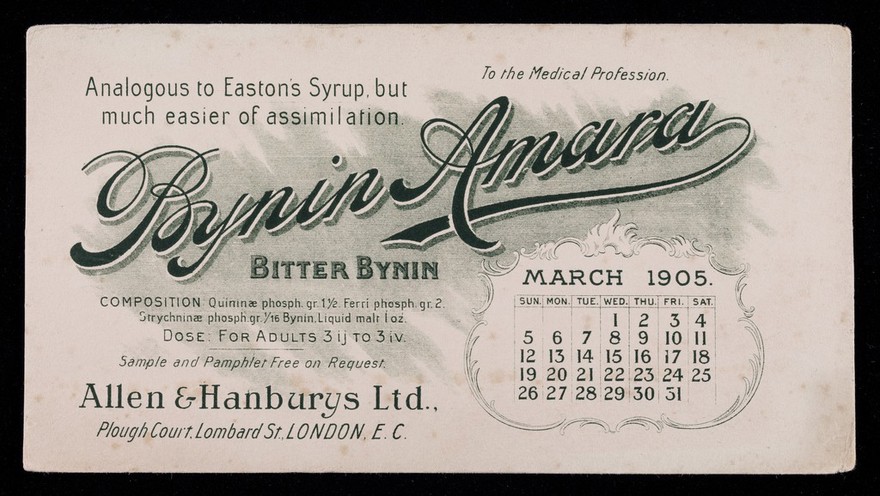 Analogous to Easton's Syrup, but
much easier of assimilation.
To the Medical Profession.
Bynin Amara
BITTER BYNIN
COMPOSITION Quininæ phosph. gr. 1½. Ferri phosph. gr. 2.
Strychninæ phosph. gr. 1/16 Bynin, Liquid malt 1 oz.
DOSE: FOR ADULTS ʒij TO ʒiv.
Sample and Pamphlet Free on Request.
Allen & Hanburys Ltd.,
Plough Court, Lombard St, LONDON, E. C.
MARCH 1905.
SUN. MON. TUE. WED. THU. FRI. SAT.
1 2 3 4
5 6 7 8 9 10 11
12 13 14 15 16 17 18
19 20 21 22 23 24 25
26 27 28 29 30 31